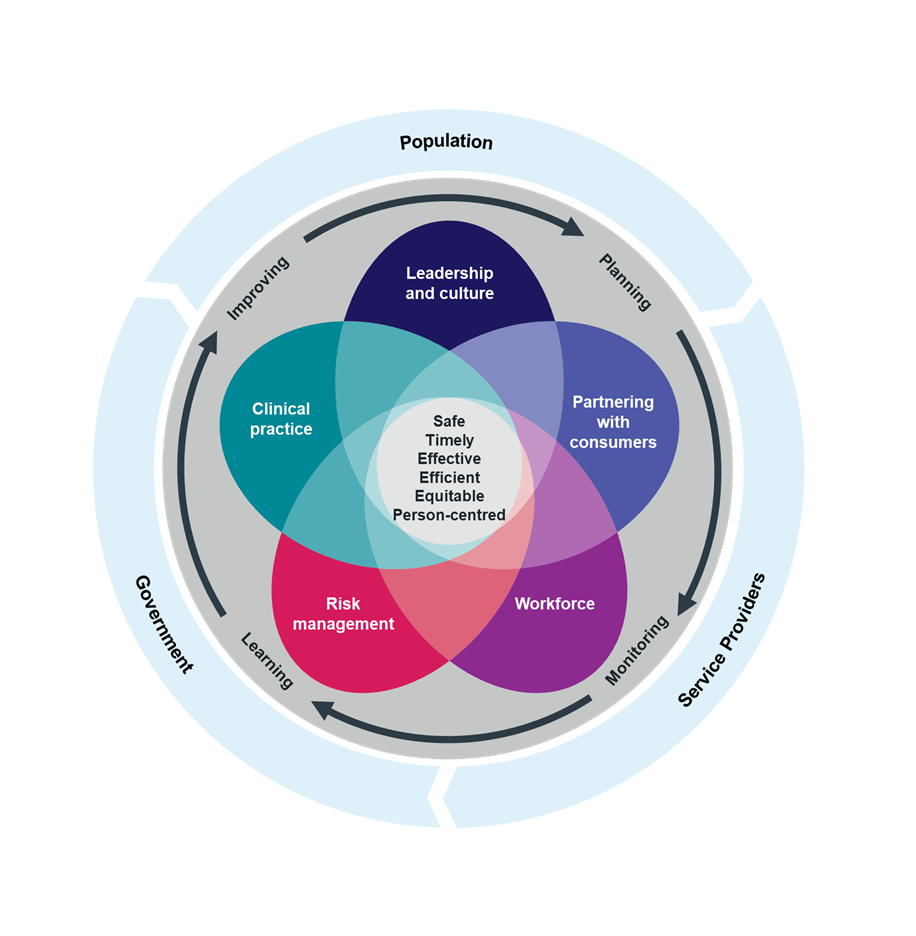 Population
Improving
Planning
Leadership
and culture
Clinical
practice
Partnering
with
consumers
Safe
Timely
Effective
Efficient
Equitable
Person-centred
Risk
management
Workforce
Government
Learning
Monitoring
Service Providers